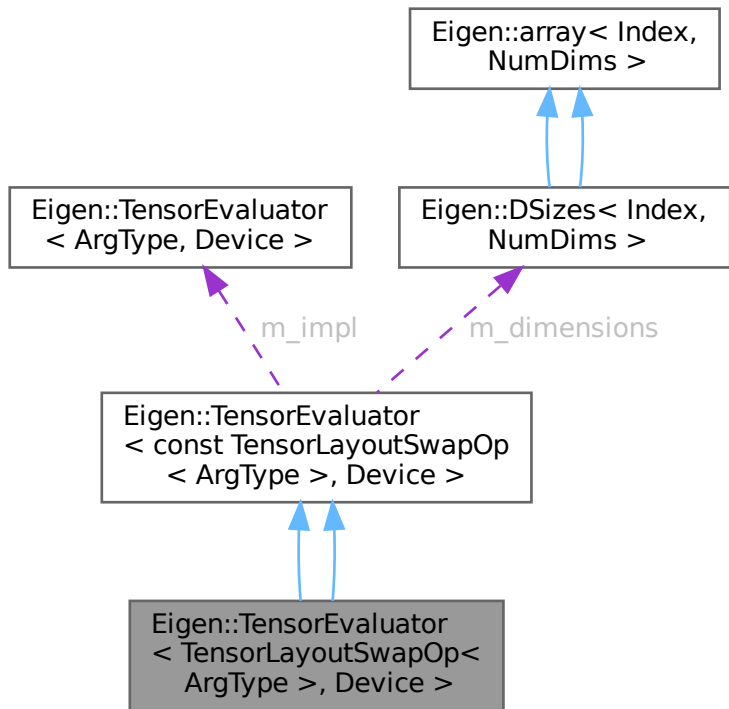 Eigen::array< Index,
NumDims >
Eigen::TensorEvaluator
< ArgType, Device >
Eigen::DSizes< Index,
NumDims >
m_impl
m_dimensions
Eigen::TensorEvaluator
< const TensorLayoutSwapOp
< ArgType >, Device >
Eigen::TensorEvaluator
< TensorLayoutSwapOp<
ArgType >, Device >